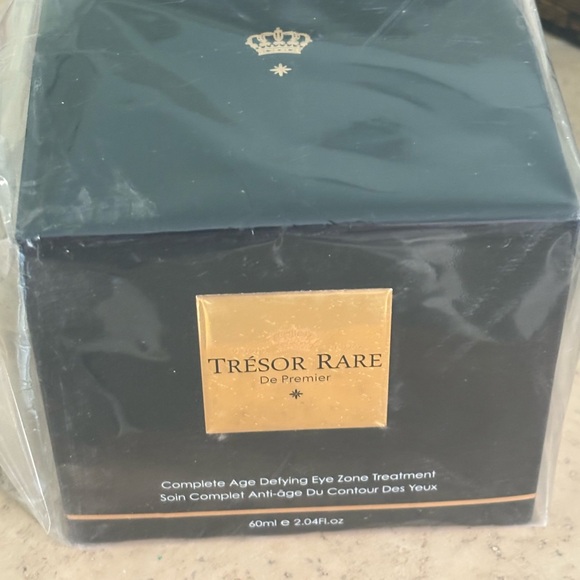 TRÉSOR RARE
De Premier
Complete Age Defying Eye Zone Treatment
Soin Complet Anti-âge Du Contour Des Yeux
60ml e 2.04Fl.oz